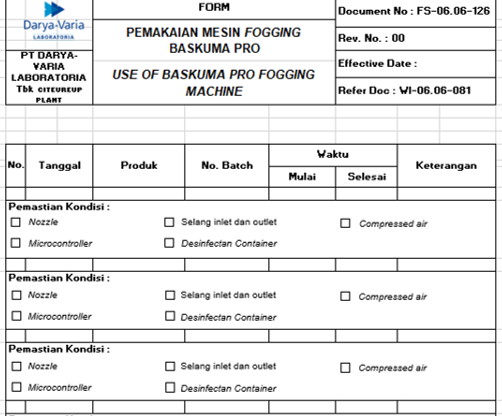 Darya-Varia
LABORATORIA
PT DARYA-
VARIA
LABORATORIA
Tbk CITEUREUP
PLANT
FORM
PEMAKAIAN MESIN FOGGING
BASKUMA PRO
USE OF BASKUMA PRO FOGGING
MACHINE
Document No : FS-06.06-126
Rev. No. : 00
Effective Date :
Refer Doc : WI-06.06-081
No. Tanggal Produk No. Batch Waktu Keterangan
Mulai Selesai
Pemastian Kondisi :
Nozzle Selang inlet dan outlet Compressed air
Microcontroller Desinfectan Container
Pemastian Kondisi :
Nozzle Selang inlet dan outlet Compressed air
Microcontroller Desinfectan Container
Pemastian Kondisi :
Nozzle Selang inlet dan outlet Compressed air
Microcontroller Desinfectan Container